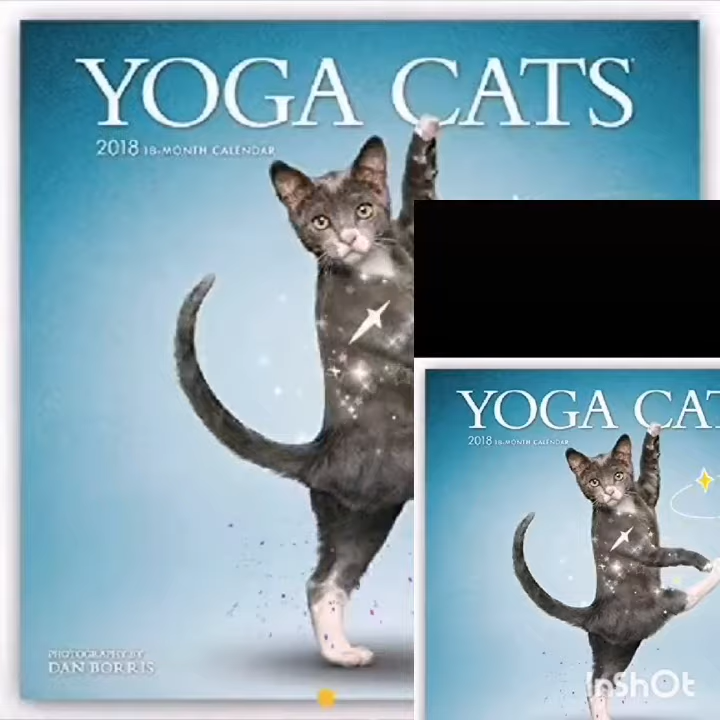 YOGA CATS
2018 18-MONTH CALENDAR
YOGA CAT
2018 18-MONTH CALENDAR
PHOTOGRAPHY BY
DAN BORRIS
InShOt